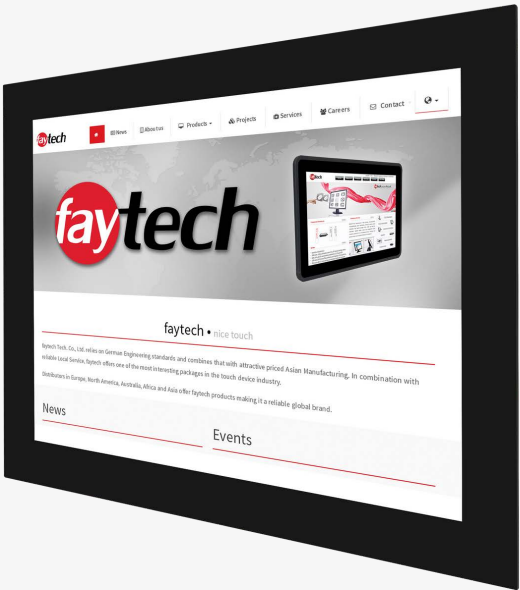 faytech
News
About us
Products
Projects
Services
Careers
Contact
faytech
faytech • nice touch
faytech Tech. Co., Ltd. relies on German Engineering standards and combines that with attractive priced Asian Manufacturing. In combination with
reliable Local Service, faytech offers one of the most interesting packages in the touch device industry.
Distributors in Europe, North America, Australia, Africa and Asia offer faytech products making it a reliable global brand.
News
Events